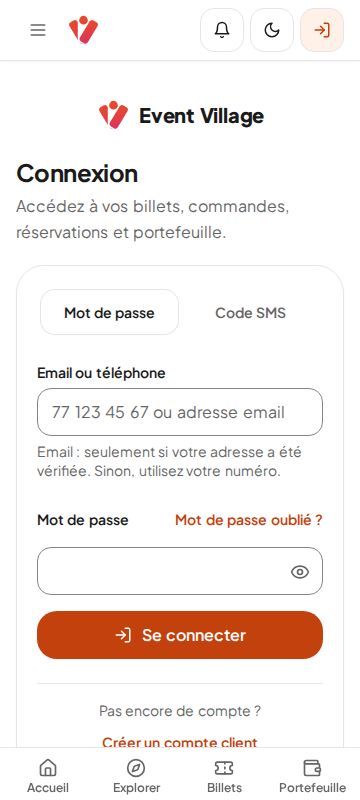 Event Village
Connexion
Accédez à vos billets, commandes,
réservations et portefeuille.
Mot de passe
Code SMS
Email ou téléphone
77 123 45 67 ou adresse email
Email : seulement si votre adresse a été
vérifiée. Sinon, utilisez votre numéro.
Mot de passe
Mot de passe oublié ?
Se connecter
Pas encore de compte ?
Créer un compte client
Accueil
Explorer
Billets
Portefeuille